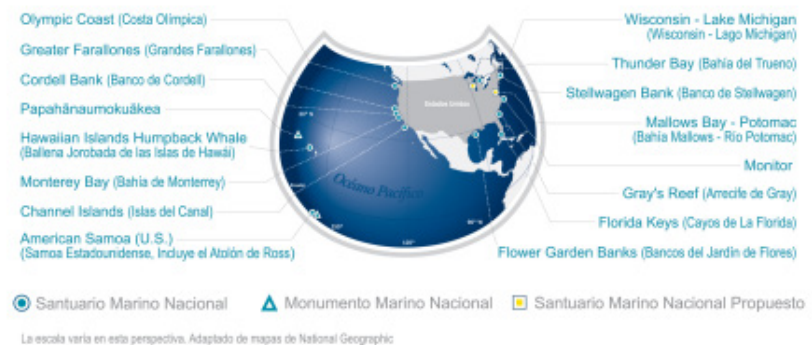 Olympic Coast (Costa Olímpica)
Greater Farallones (Grandes Farallones)
Cordell Bank (Banco de Cordell)
Papahānaumokuākea
Hawaiian Islands Humpback Whale
(Ballena Jorobada de las Islas de Hawái)
Monterey Bay (Bahía de Monterrey)
Channel Islands (Islas del Canal)
American Samoa (U.S.)
(Samoa Estadounidense, Incluye el Atolón de Ross)
Estados Unidos
Océano Pacífico
Wisconsin - Lake Michigan
(Wisconsin - Lago Michigan)
Thunder Bay (Bahía del Trueno)
Stellwagen Bank (Banco de Stellwagen)
Mallows Bay - Potomac
(Bahía Mallows - Río Potomac)
Monitor
Gray's Reef (Arrecife de Gray)
Florida Keys (Cayos de La Florida)
Flower Garden Banks (Bancos del Jardín de Flores)
Santuario Marino Nacional
Monumento Marino Nacional
Santuario Marino Nacional Propuesto
La escala varía en esta perspectiva. Adaptado de mapas de National Geographic